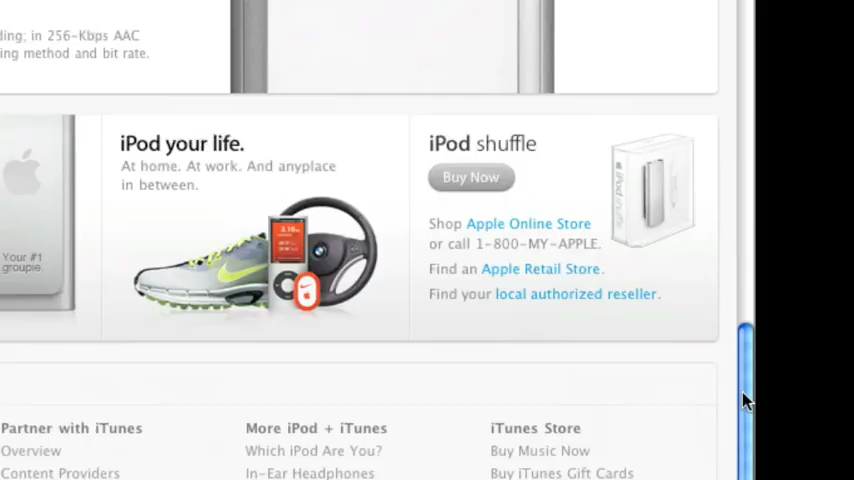 ding; in 256-Kbps AAC
ing method and bit rate.
Your #1
groupie.
iPod your life.
At home. At work. And anyplace
in between.
iPod shuffle
Buy Now
Shop Apple Online Store
or call 1-800-MY-APPLE.
Find an Apple Retail Store.
Find your local authorized reseller.
iPod shuffle
Partner with iTunes
Overview
Content Providers
More iPod + iTunes
Which iPod Are You?
In-Ear Headphones
iTunes Store
Buy Music Now
Buy iTunes Gift Cards